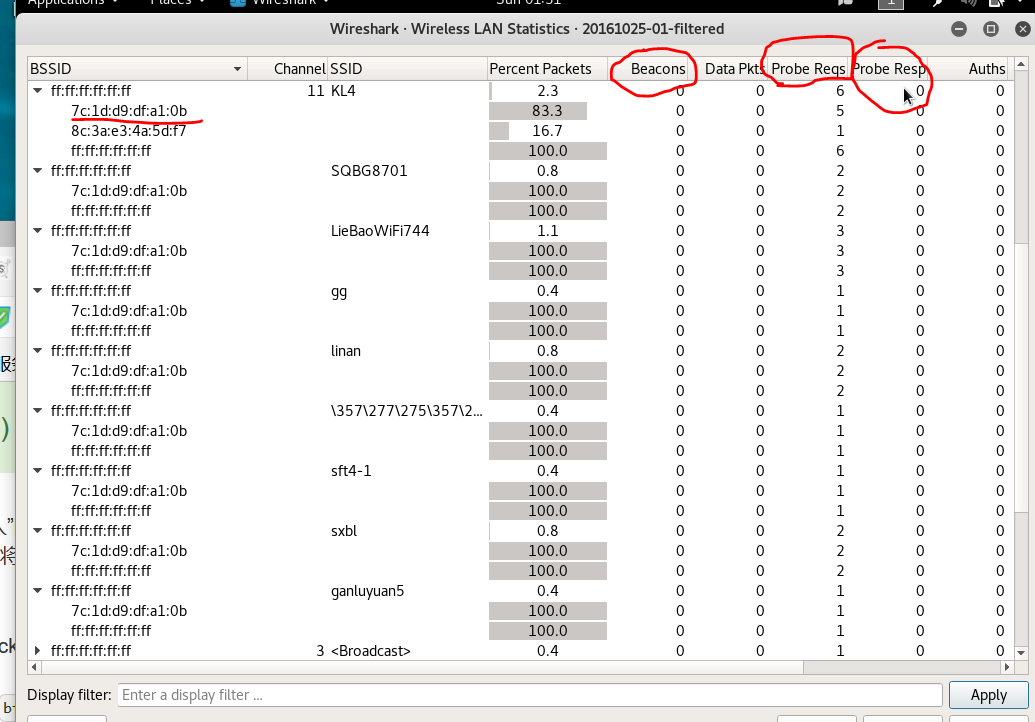 Applications Places Wireshark Sun 01:51 1
Wireshark · Wireless LAN Statistics · 20161025-01-filtered
BSSID Channel SSID Percent Packets Beacons Data Pkts Probe Reqs Probe Resp Auths
ff:ff:ff:ff:ff:ff 11 KL4 2.3 0 0 6 0 0
7c:1d:d9:df:a1:0b 83.3 0 0 5 0 0
8c:3a:e3:4a:5d:f7 16.7 0 0 1 0 0
ff:ff:ff:ff:ff:ff 100.0 0 0 6 0 0
ff:ff:ff:ff:ff:ff SQBG8701 0.8 0 0 2 0 0
7c:1d:d9:df:a1:0b 100.0 0 0 2 0 0
ff:ff:ff:ff:ff:ff 100.0 0 0 2 0 0
ff:ff:ff:ff:ff:ff LieBaoWiFi744 1.1 0 0 3 0 0
7c:1d:d9:df:a1:0b 100.0 0 0 3 0 0
ff:ff:ff:ff:ff:ff 100.0 0 0 3 0 0
ff:ff:ff:ff:ff:ff gg 0.4 0 0 1 0 0
7c:1d:d9:df:a1:0b 100.0 0 0 1 0 0
ff:ff:ff:ff:ff:ff 100.0 0 0 1 0 0
ff:ff:ff:ff:ff:ff linan 0.8 0 0 2 0 0
7c:1d:d9:df:a1:0b 100.0 0 0 2 0 0
ff:ff:ff:ff:ff:ff 100.0 0 0 2 0 0
ff:ff:ff:ff:ff:ff \357\277\275\357\2... 0.4 0 0 1 0 0
7c:1d:d9:df:a1:0b 100.0 0 0 1 0 0
ff:ff:ff:ff:ff:ff 100.0 0 0 1 0 0
ff:ff:ff:ff:ff:ff sft4-1 0.4 0 0 1 0 0
7c:1d:d9:df:a1:0b 100.0 0 0 1 0 0
ff:ff:ff:ff:ff:ff 100.0 0 0 1 0 0
ff:ff:ff:ff:ff:ff sxbl 0.8 0 0 2 0 0
7c:1d:d9:df:a1:0b 100.0 0 0 2 0 0
ff:ff:ff:ff:ff:ff 100.0 0 0 2 0 0
ff:ff:ff:ff:ff:ff ganluyuan5 0.4 0 0 1 0 0
7c:1d:d9:df:a1:0b 100.0 0 0 1 0 0
ff:ff:ff:ff:ff:ff 100.0 0 0 1 0 0
ff:ff:ff:ff:ff:ff 3 <Broadcast> 0.4 0 0 1 0 0
Display filter: Enter a display filter ... Apply